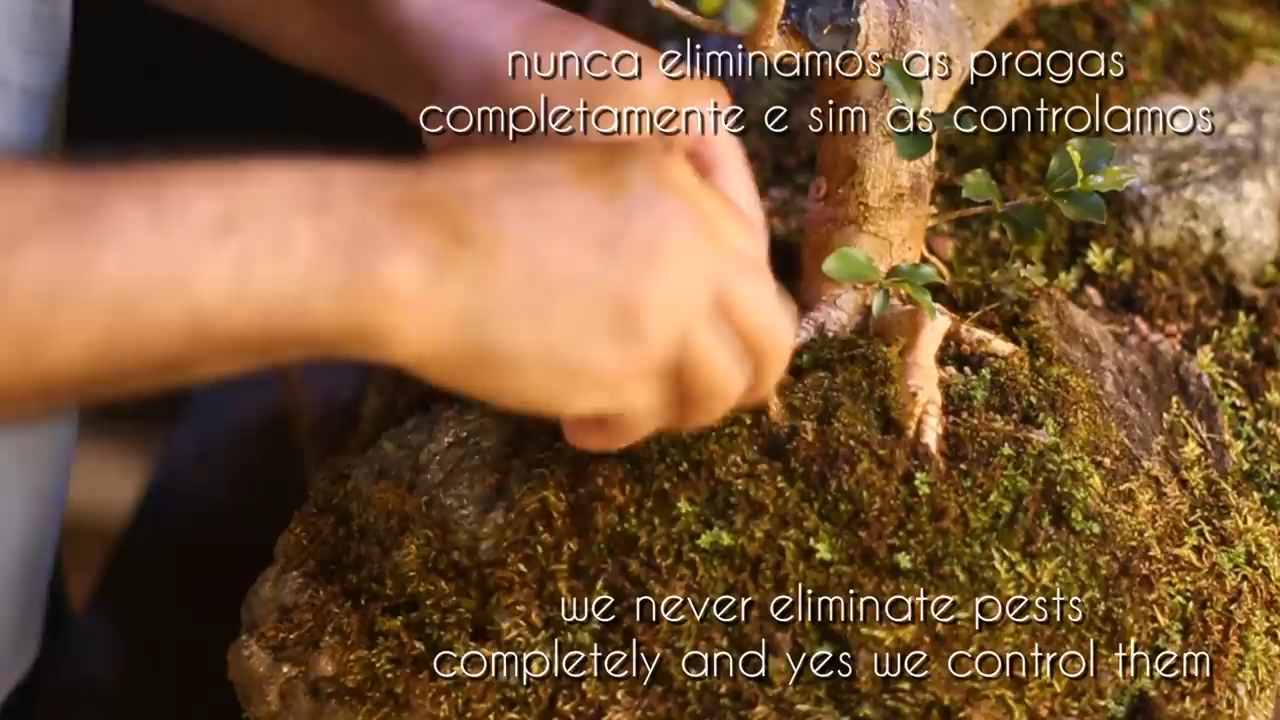 nunca eliminamos as pragas
completamente e sim às controlamos
we never eliminate pests
completely and yes we control them